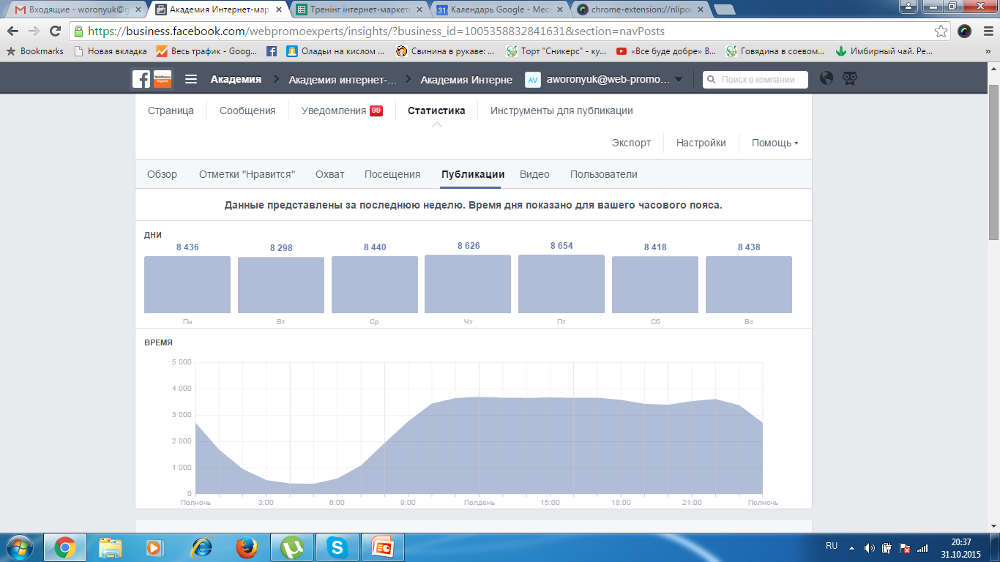 Входящие - woronyuk@g
Академия Интернет-мар
Тренінг інтернет-маркет
Календарь Google - Мес
chrome-extension://nlipoe
https://business.facebook.com/webpromoexperts/insights/?business_id=1005358832841631&section=navPosts
Bookmarks
Новая вкладка
Весь трафик - Goog...
Оладьи на кислом ...
Свинина в рукаве: ...
Торт "Сникерс" - ку...
«Все буде добре» В...
Говядина в соевом...
Имбирный чай. Ре...
»
Академия
Академия интернет-...
Академия Интернет
AV
aworonyuk@web-promo...
Поиск в компании
Страница
Сообщения
Уведомления 99
Статистика
Инструменты для публикации
Экспорт
Настройки
Помощь
Обзор
Отметки "Нравится"
Охват
Посещения
Публикации
Видео
Пользователи
Данные представлены за последнюю неделю. Время дня показано для вашего часового пояса.
ДНИ
8 436 8 298 8 440 8 626 8 654 8 418 8 438
Пн Вт Ср Чт Пт Сб Вс
ВРЕМЯ
5 000
4 000
3 000
2 000
1 000
0
Полночь 3:00 6:00 9:00 Полдень 15:00 18:00 21:00 Полночь
RU
20:37
31.10.2015